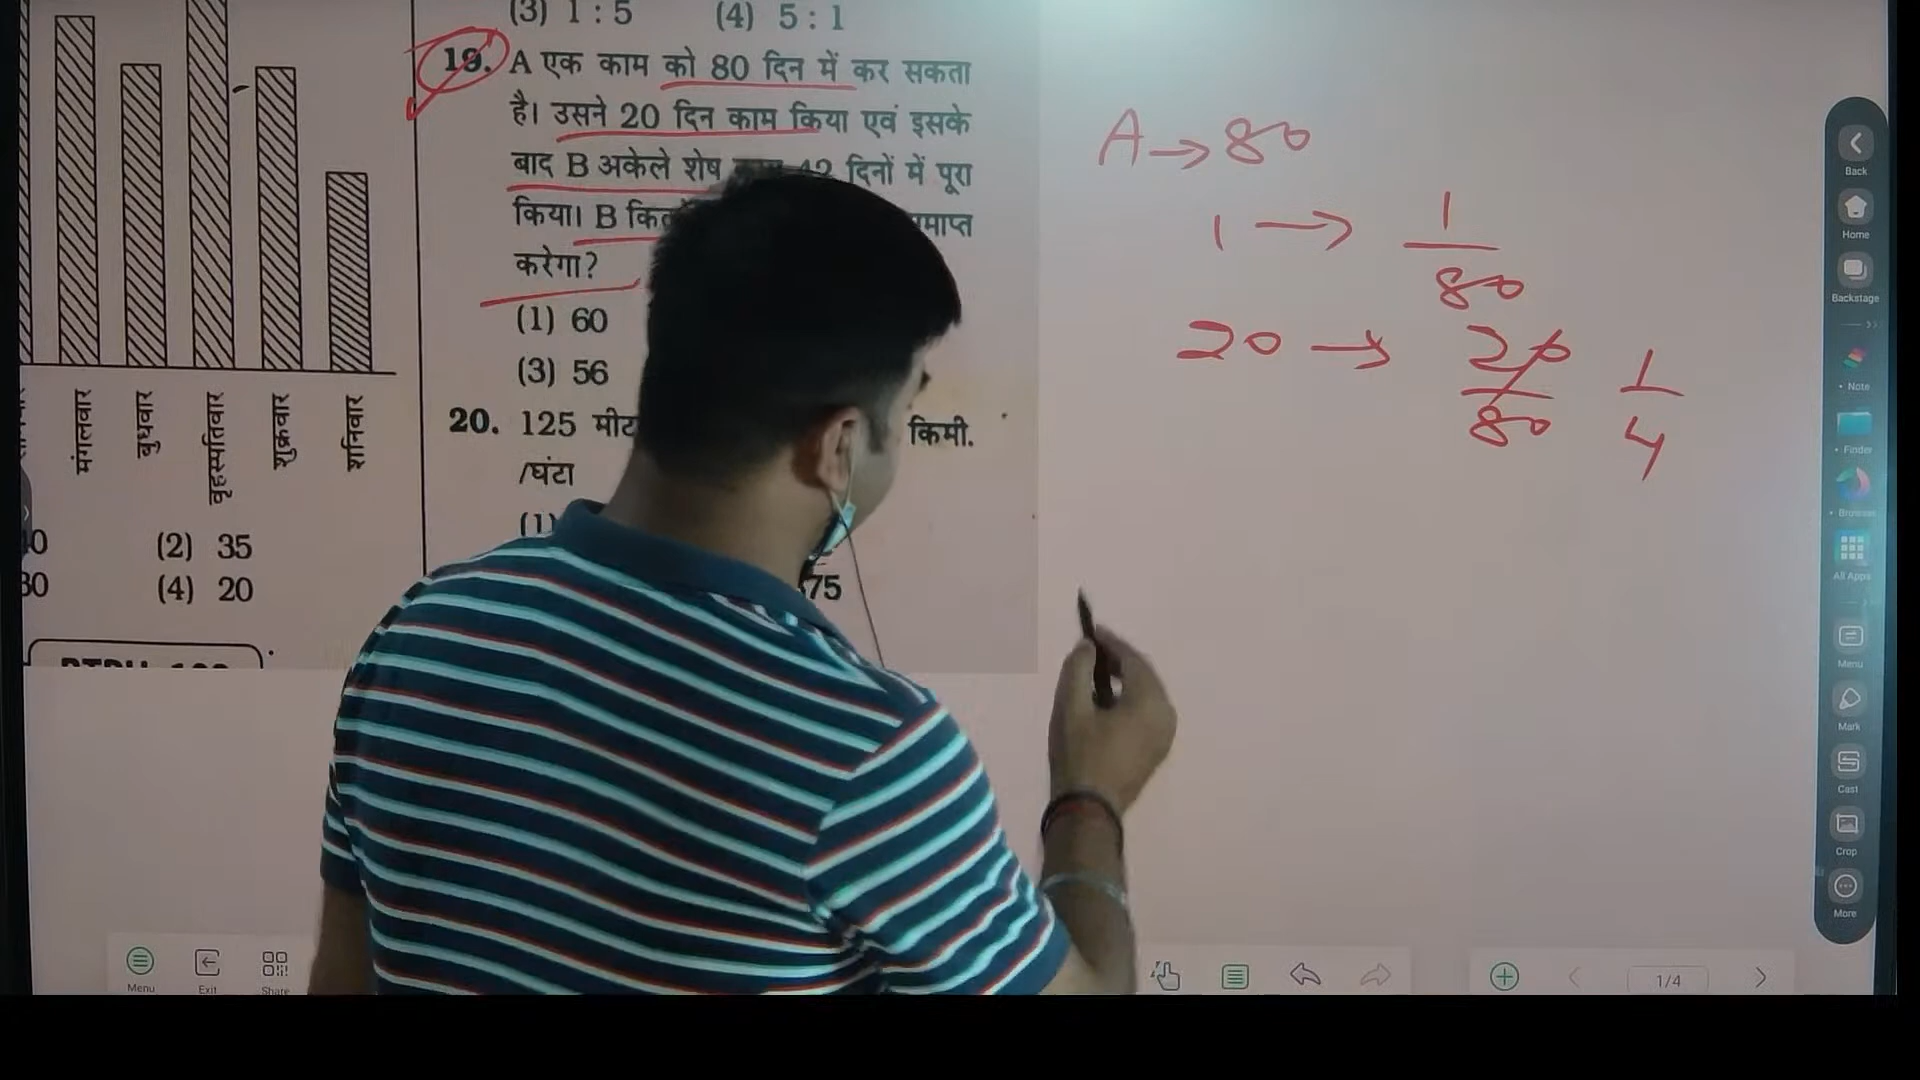 (3) 1 : 5 (4) 5 : 1
19. A एक काम को 80 दिन में कर सकता
है। उसने 20 दिन काम किया एवं इसके
बाद B अकेले शेष 42 दिनों में पूरा
किया। B
करेगा?
(1) 60
(3) 56
20. 125 किमी.
/घंटा
(1)
75
मंगलवार
बुधवार
वृहस्पतिवार
शुक्रवार
शनिवार
(2) 35
(4) 20
A → 80
1 → 1/80
20 → 20/80 1/4
Back
Home
Backstage
Note
Finder
Browser
All Apps
Menu
Mark
Cast
Crop
More
Menu
Exit
Share
1/4